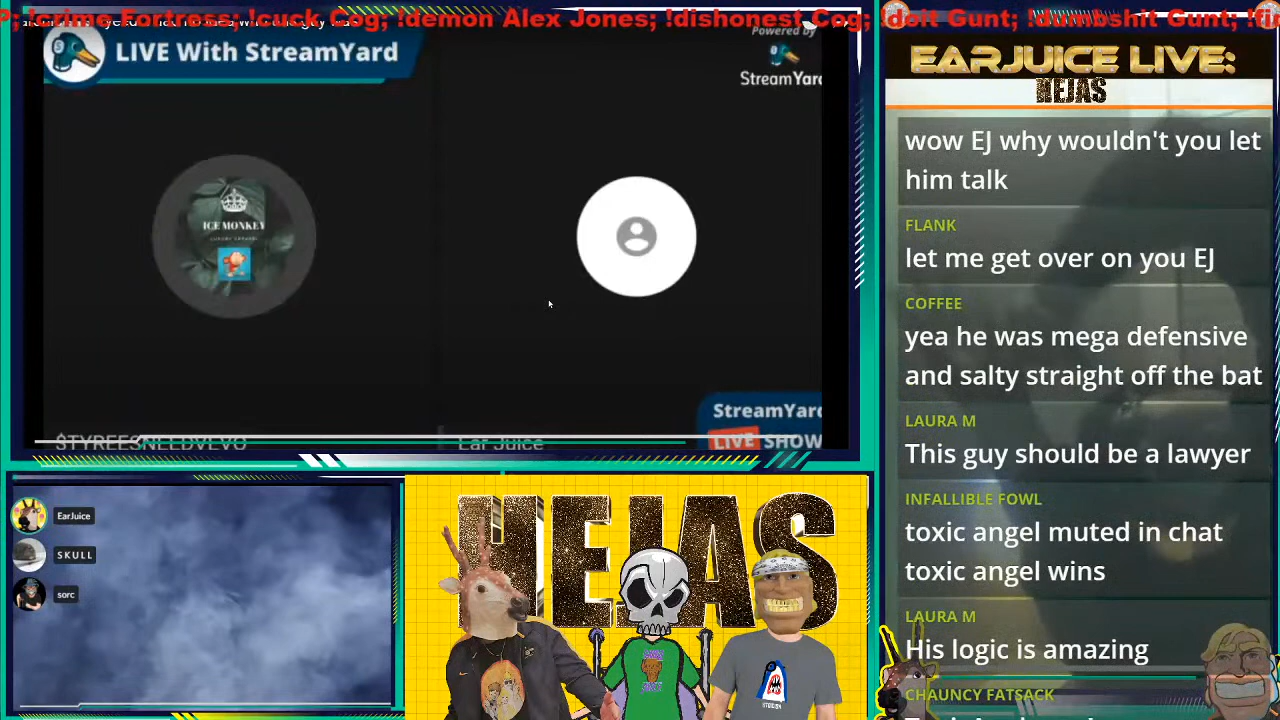 !crime Fortress; !cuck Cog; !demon Alex Jones; !dishonest Cog; !doit Gunt; !dumbshit Gunt;
LIVE With StreamYard
Powered by
StreamYard
ICE MONKEY
LUXURY APPAREL
$TYREESNEEDVEVO
Ear Juice
StreamYard
LIVE SHOW
EARJUICE LIVE:
HEJAS
wow EJ why wouldn't you let
him talk
FLANK
let me get over on you EJ
COFFEE
yea he was mega defensive
and salty straight off the bat
LAURA M
This guy should be a lawyer
INFALLIBLE FOWL
toxic angel muted in chat
toxic angel wins
LAURA M
His logic is amazing
CHAUNCY FATSACK
EarJuice
SKULL
sorc
HEJAS